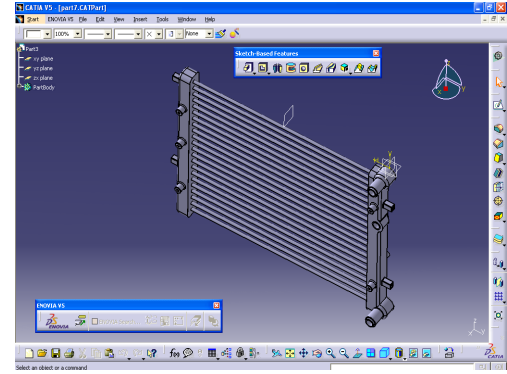 CATIA V5 - [part7.CATPart]
Start ENOVIA V5 File Edit View Insert Tools Window Help
100% None
Part3
xy plane
yz plane
zx plane
PartBody
Sketch-Based Features
ENOVIA V5
ENOVIA
CATIA
Select an object or a command